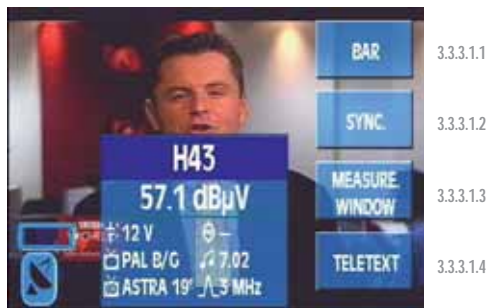 BAR 3.3.3.1.1
SYNC. 3.3.3.1.2
H43
57.1 dBµV
MEASURE. WINDOW 3.3.3.1.3
12 V –
PAL B/G 7.02
TELETEXT 3.3.3.1.4
ASTRA 19° 3 MHz